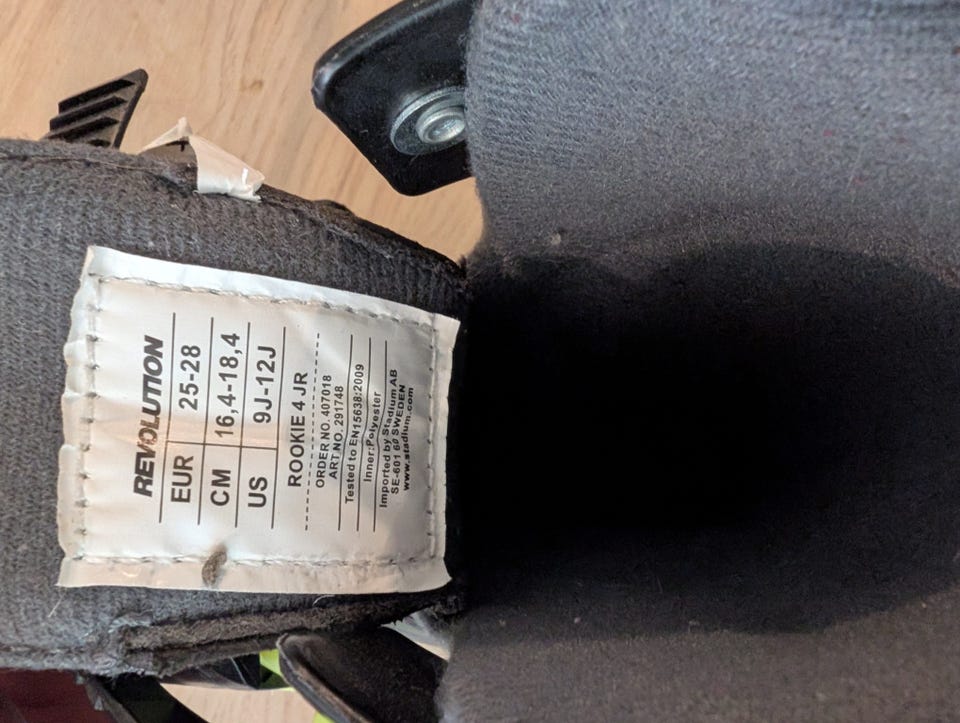 REVOLUTION
EUR 25-28
CM 16,4-18,4
US 9J-12J
ROOKIE 4 JR
ORDER NO. 407018
ART NO. 291748
Tested to EN15638:2009
Inner:Polyester
Imported by Stadium AB
SE-601 60 SWEDEN
www.stadium.com